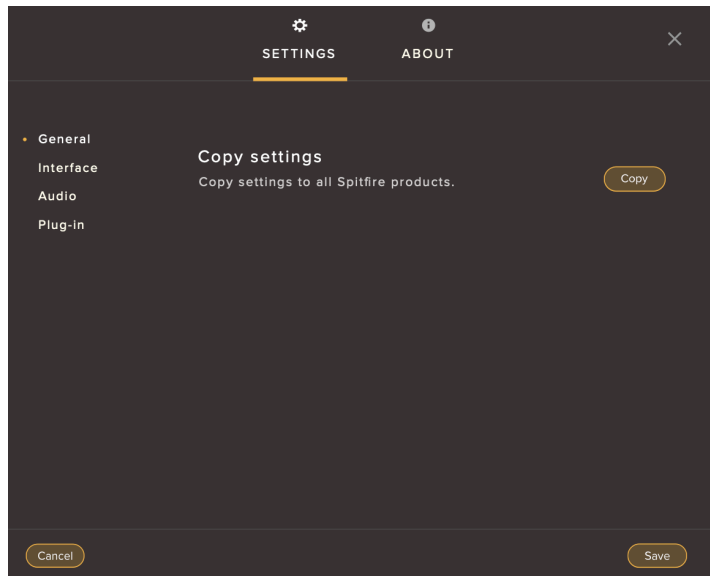 SETTINGS
ABOUT
General
Interface
Audio
Plug-in
Copy settings
Copy settings to all Spitfire products.
Copy
Cancel
Save